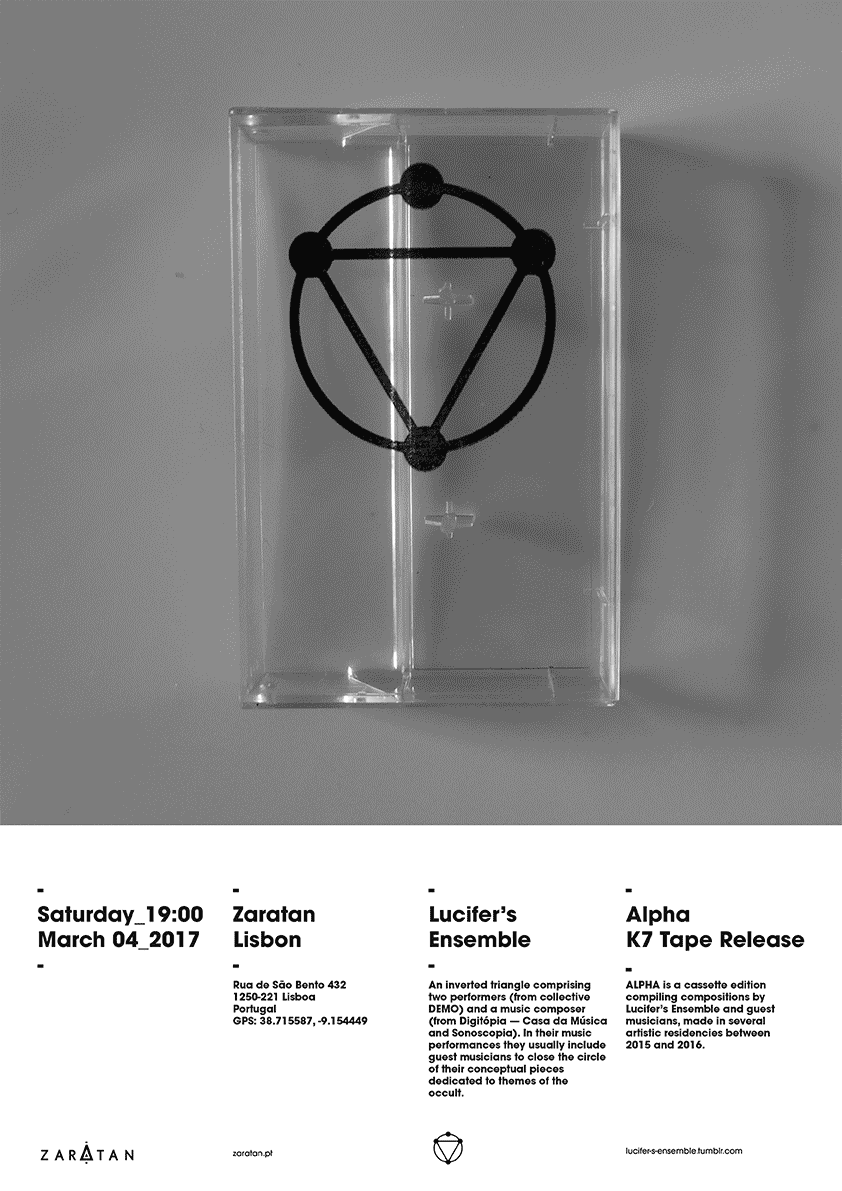 -
Saturday_19:00
March 04_2017
-
-
Zaratan
Lisbon
-
Rua de São Bento 432
1250-221 Lisboa
Portugal
GPS: 38.715587, -9.154449
-
Lucifer’s
Ensemble
-
An inverted triangle comprising
two performers (from collective
DEMO) and a music composer
(from Digitópia — Casa da Música
and Sonoscopia). In their music
performances they usually include
guest musicians to close the circle
of their conceptual pieces
dedicated to themes of the
occult.
-
Alpha
K7 Tape Release
-
ALPHA is a cassette edition
compiling compositions by
Lucifer’s Ensemble and guest
musicians, made in several
artistic residencies between
2015 and 2016.
ZARATAN
zaratan.pt
lucifer-s-ensemble.tumblr.com